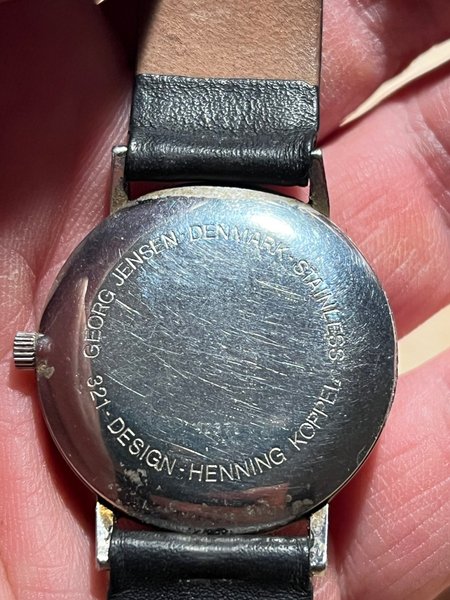 GEORG JENSEN · DENMARK · STAINLESS ·
321 - DESIGN - HENNING KOPPEL